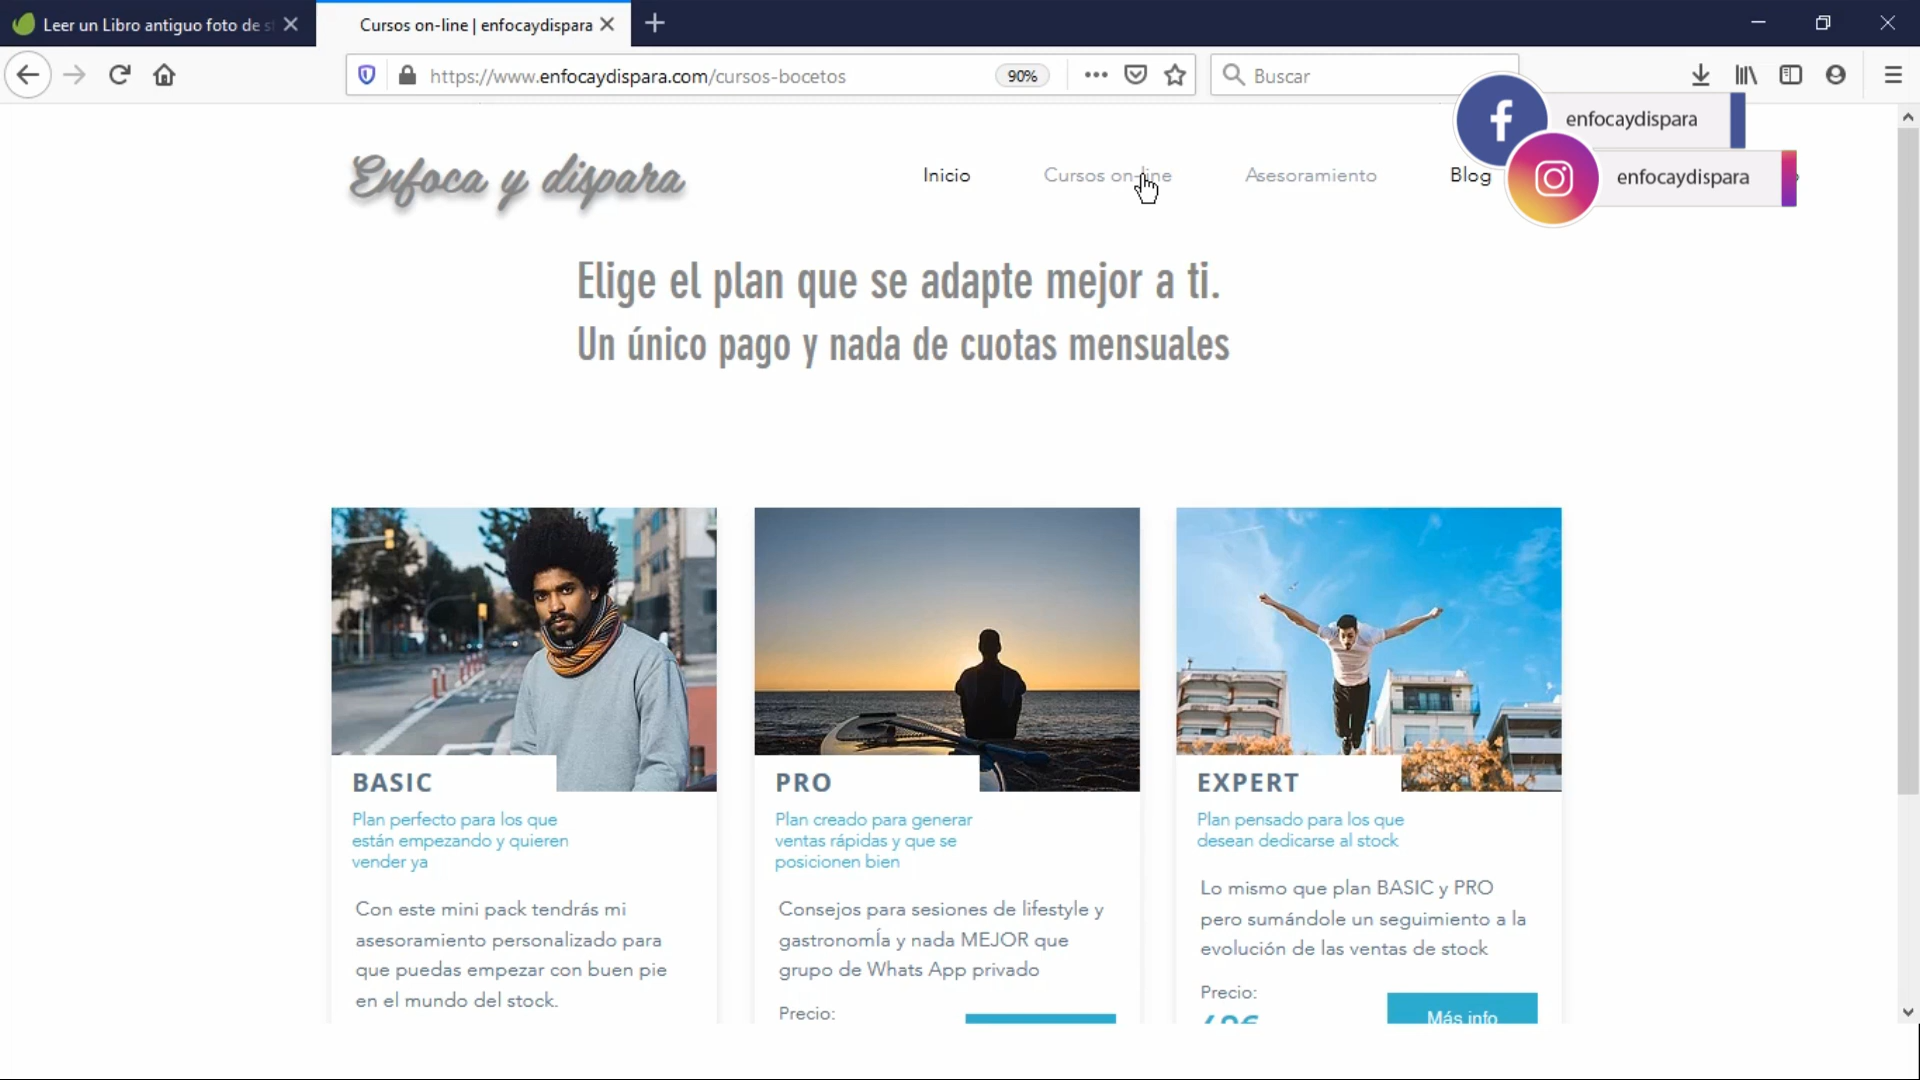 Leer un Libro antiguo foto de
Cursos on-line | enfocaydispara
https://www.enfocaydispara.com/cursos-bocetos
90%
Buscar
enfocaydispara
enfocaydispara
Enfoca y dispara
Inicio
Cursos on-line
Asesoramiento
Blog
Elige el plan que se adapte mejor a ti.
Un único pago y nada de cuotas mensuales
BASIC
Plan perfecto para los que
están empezando y quieren
vender ya
Con este mini pack tendrás mi
asesoramiento personalizado para
que puedas empezar con buen pie
en el mundo del stock.
PRO
Plan creado para generar
ventas rápidas y que se
posicionen bien
Consejos para sesiones de lifestyle y
gastronomÍa y nada MEJOR que
grupo de Whats App privado
Precio:
EXPERT
Plan pensado para los que
desean dedicarse al stock
Lo mismo que plan BASIC y PRO
pero sumándole un seguimiento a la
evolución de las ventas de stock
Precio:
Más info